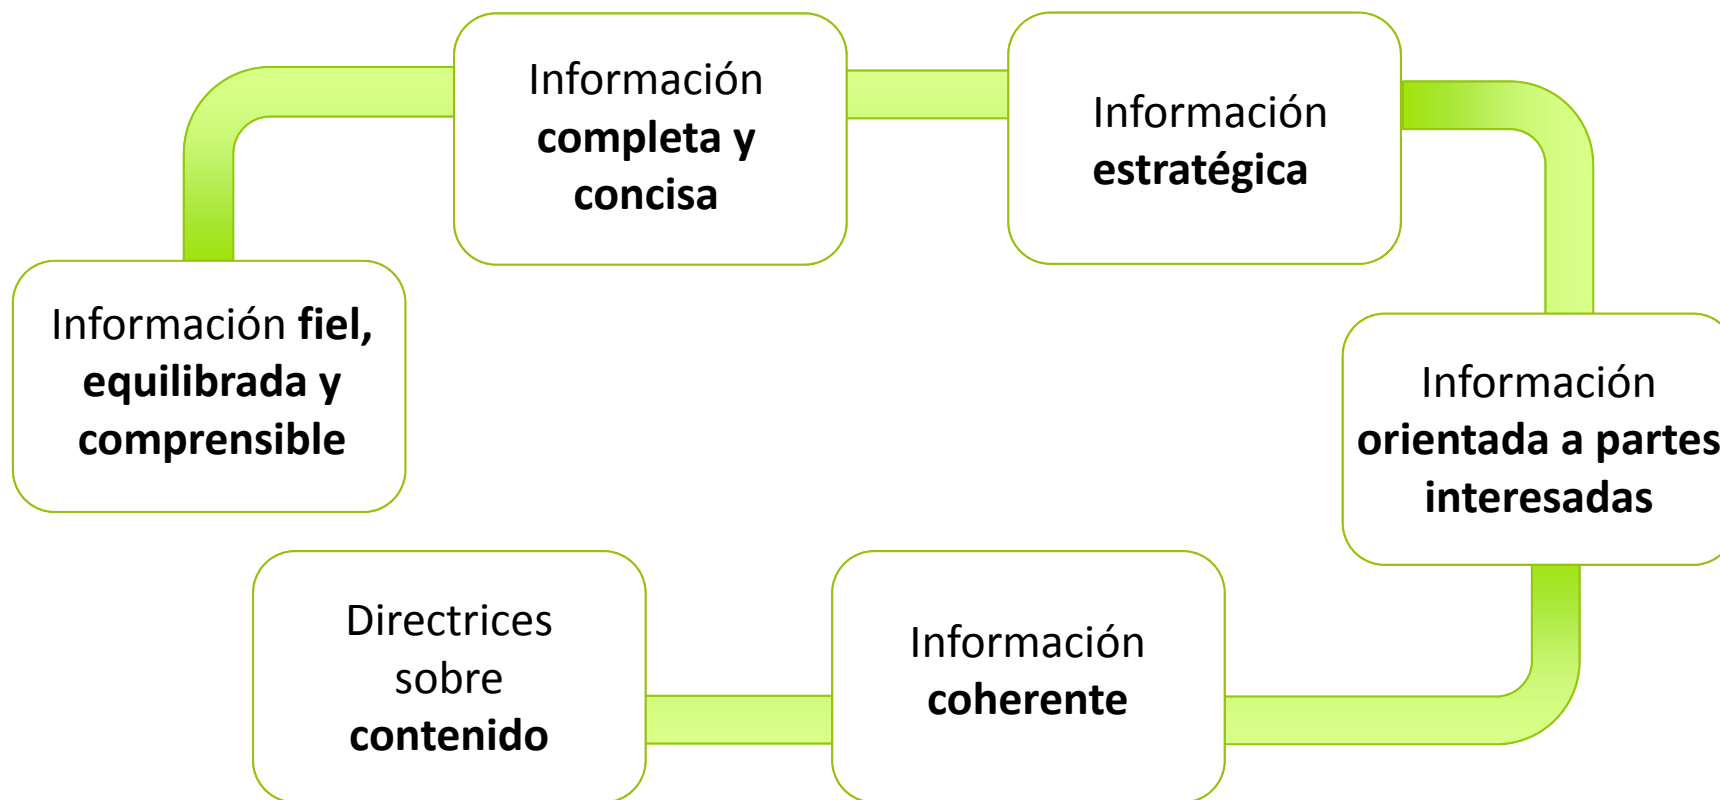 Información fiel,
equilibrada y
comprensible
Información
completa y
concisa
Información
estratégica
Información
orientada a partes
interesadas
Información
coherente
Directrices
sobre
contenido